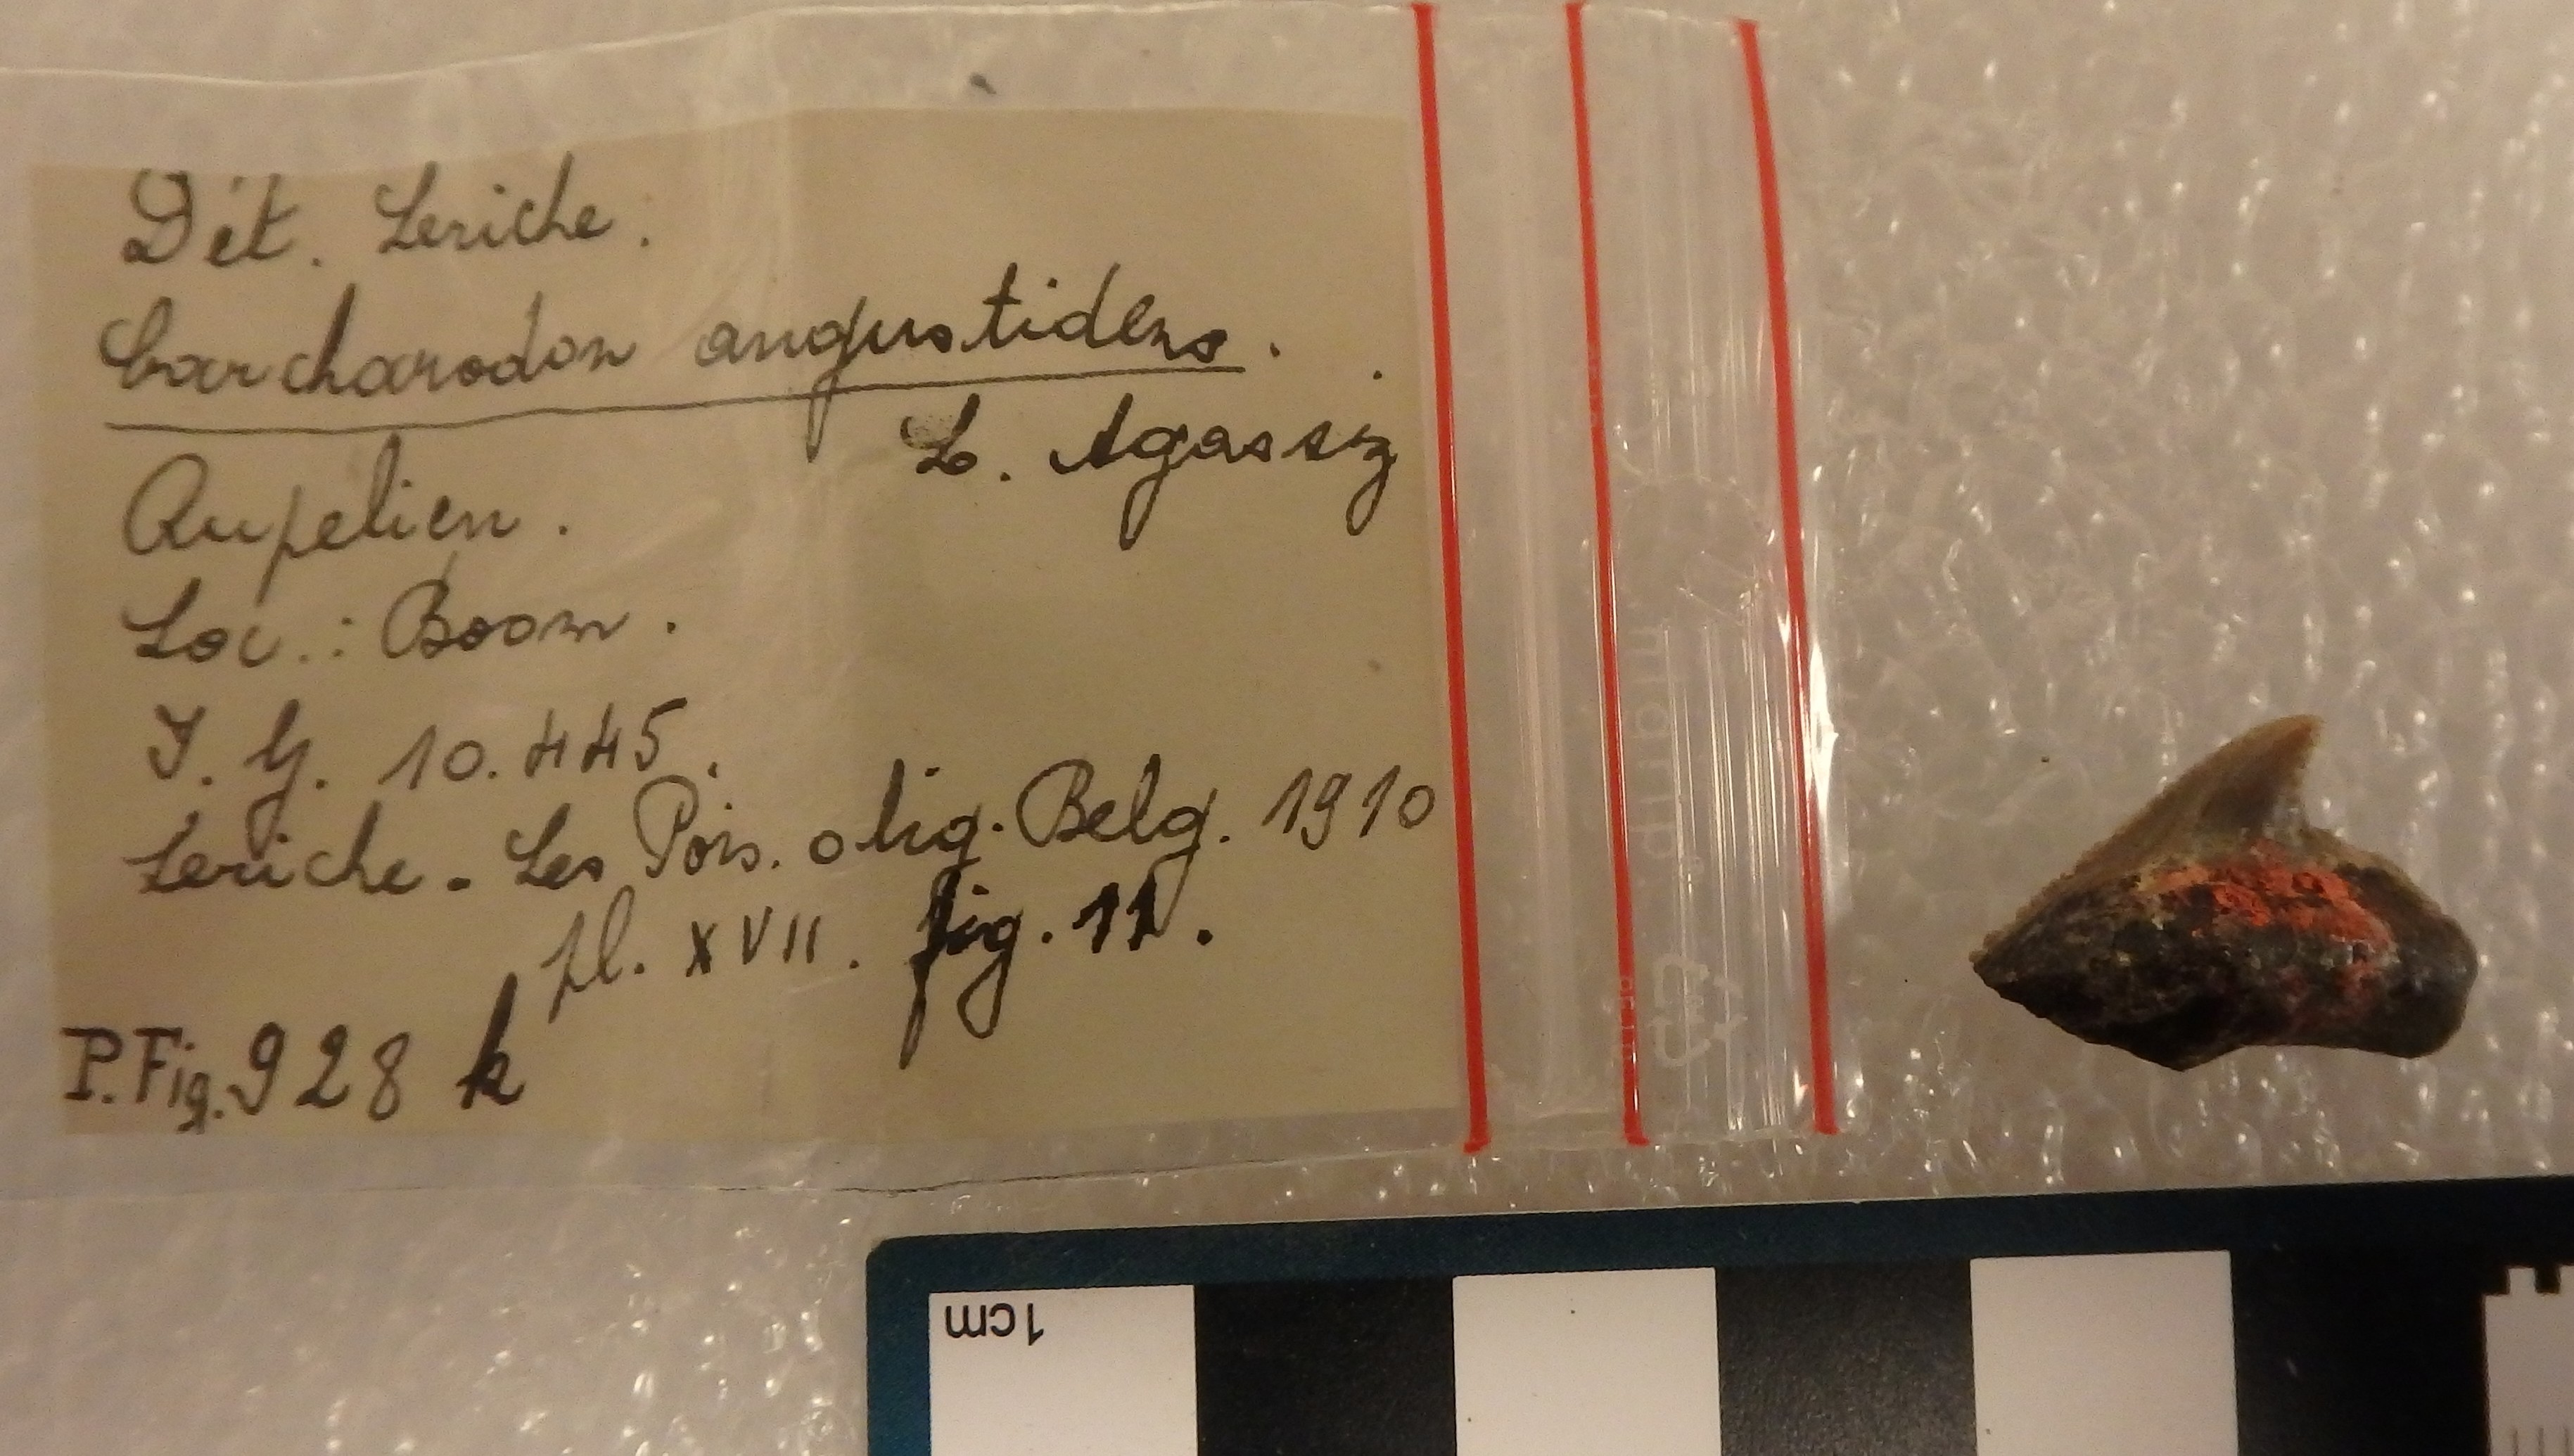 Dét. Leriche.
Carcharodon angustidens.
L. Agassiz
Rupelien.
Loc.: Boom.
I. G. 10.445.
Leriche. Les Pois. olig. Belg. 1910
pl. XVII. fig. 11.
P. Fig. 928 k
1cm